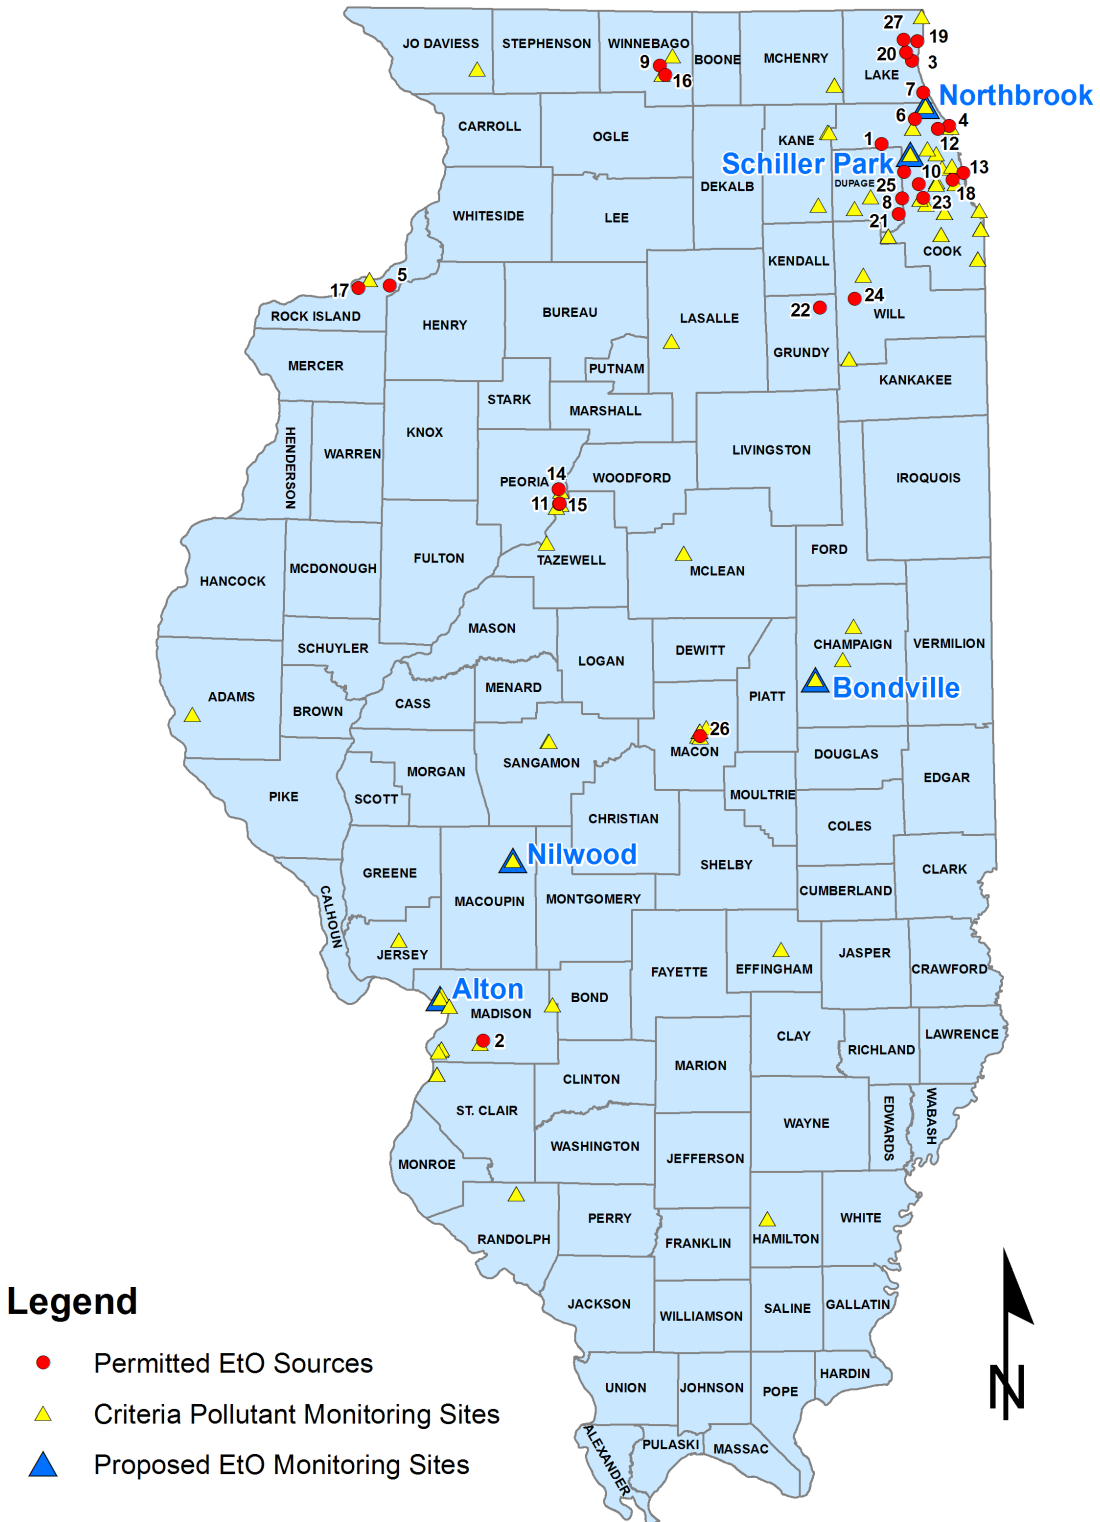 JO DAVIESS
STEPHENSON
WINNEBAGO
BOONE
MCHENRY
LAKE
27
19
20
3
9
16
7
Northbrook
CARROLL
OGLE
KANE
6
4
1
12
Schiller Park
DEKALB
DUPAGE
10
13
25
18
8
23
21
WHITESIDE
LEE
COOK
KENDALL
17
5
ROCK ISLAND
HENRY
BUREAU
LASALLE
22
24
WILL
GRUNDY
MERCER
PUTNAM
KANKAKEE
STARK
MARSHALL
HENDERSON
WARREN
KNOX
LIVINGSTON
PEORIA
14
11
15
WOODFORD
IROQUOIS
HANCOCK
MCDONOUGH
FULTON
TAZEWELL
MCLEAN
FORD
SCHUYLER
MASON
LOGAN
DEWITT
CHAMPAIGN
VERMILION
ADAMS
BROWN
CASS
MENARD
PIATT
Bondville
26
MACON
SANGAMON
MORGAN
DOUGLAS
EDGAR
PIKE
SCOTT
MOULTRIE
CHRISTIAN
COLES
Nilwood
SHELBY
GREENE
CLARK
CALHOUN
MACOUPIN
MONTGOMERY
CUMBERLAND
JERSEY
FAYETTE
EFFINGHAM
JASPER
CRAWFORD
Alton
MADISON
BOND
2
CLAY
RICHLAND
LAWRENCE
CLINTON
MARION
ST. CLAIR
WAYNE
EDWARDS
WABASH
WASHINGTON
MONROE
JEFFERSON
RANDOLPH
PERRY
FRANKLIN
HAMILTON
WHITE
JACKSON
WILLIAMSON
SALINE
GALLATIN
UNION
JOHNSON
POPE
HARDIN
ALEXANDER
PULASKI
MASSAC
N
Legend
Permitted EtO Sources
Criteria Pollutant Monitoring Sites
Proposed EtO Monitoring Sites